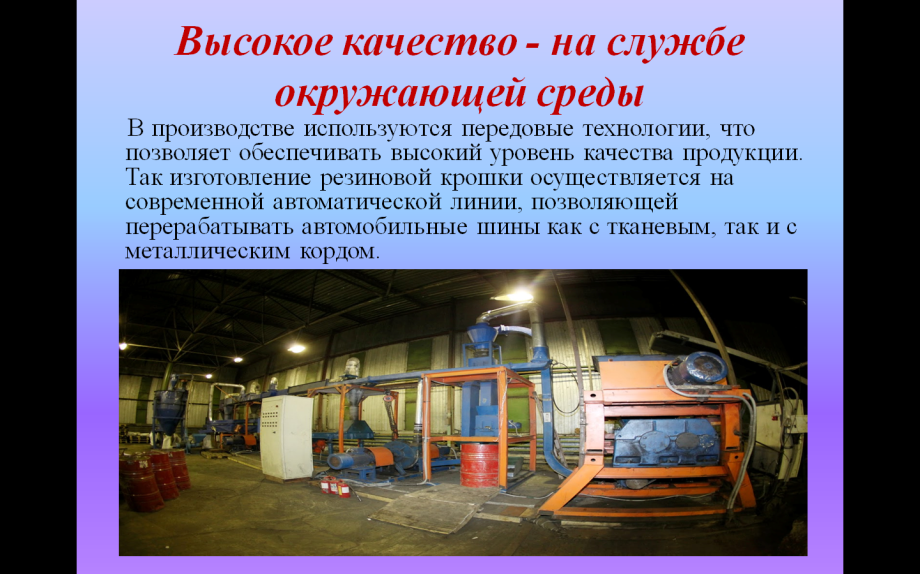 Высокое качество - на службе
окружающей среды
В производстве используются передовые технологии, что
позволяет обеспечивать высокий уровень качества продукции.
Так изготовление резиновой крошки осуществляется на
современной автоматической линии, позволяющей
перерабатывать автомобильные шины как с тканевым, так и с
металлическим кордом.